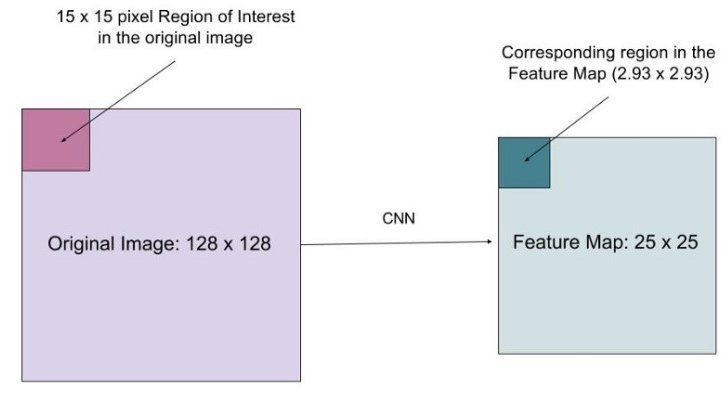 15 x 15 pixel Region of Interest
in the original image
Corresponding region in the
Feature Map (2.93 x 2.93)
CNN
Original Image: 128 x 128
Feature Map: 25 x 25